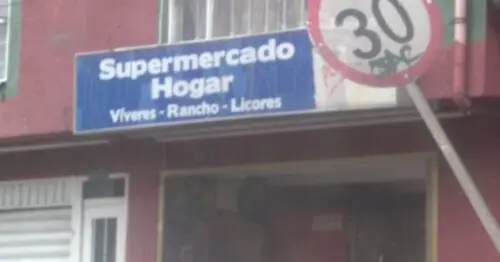 Supermercado
Hogar
Víveres - Rancho - Licores
30